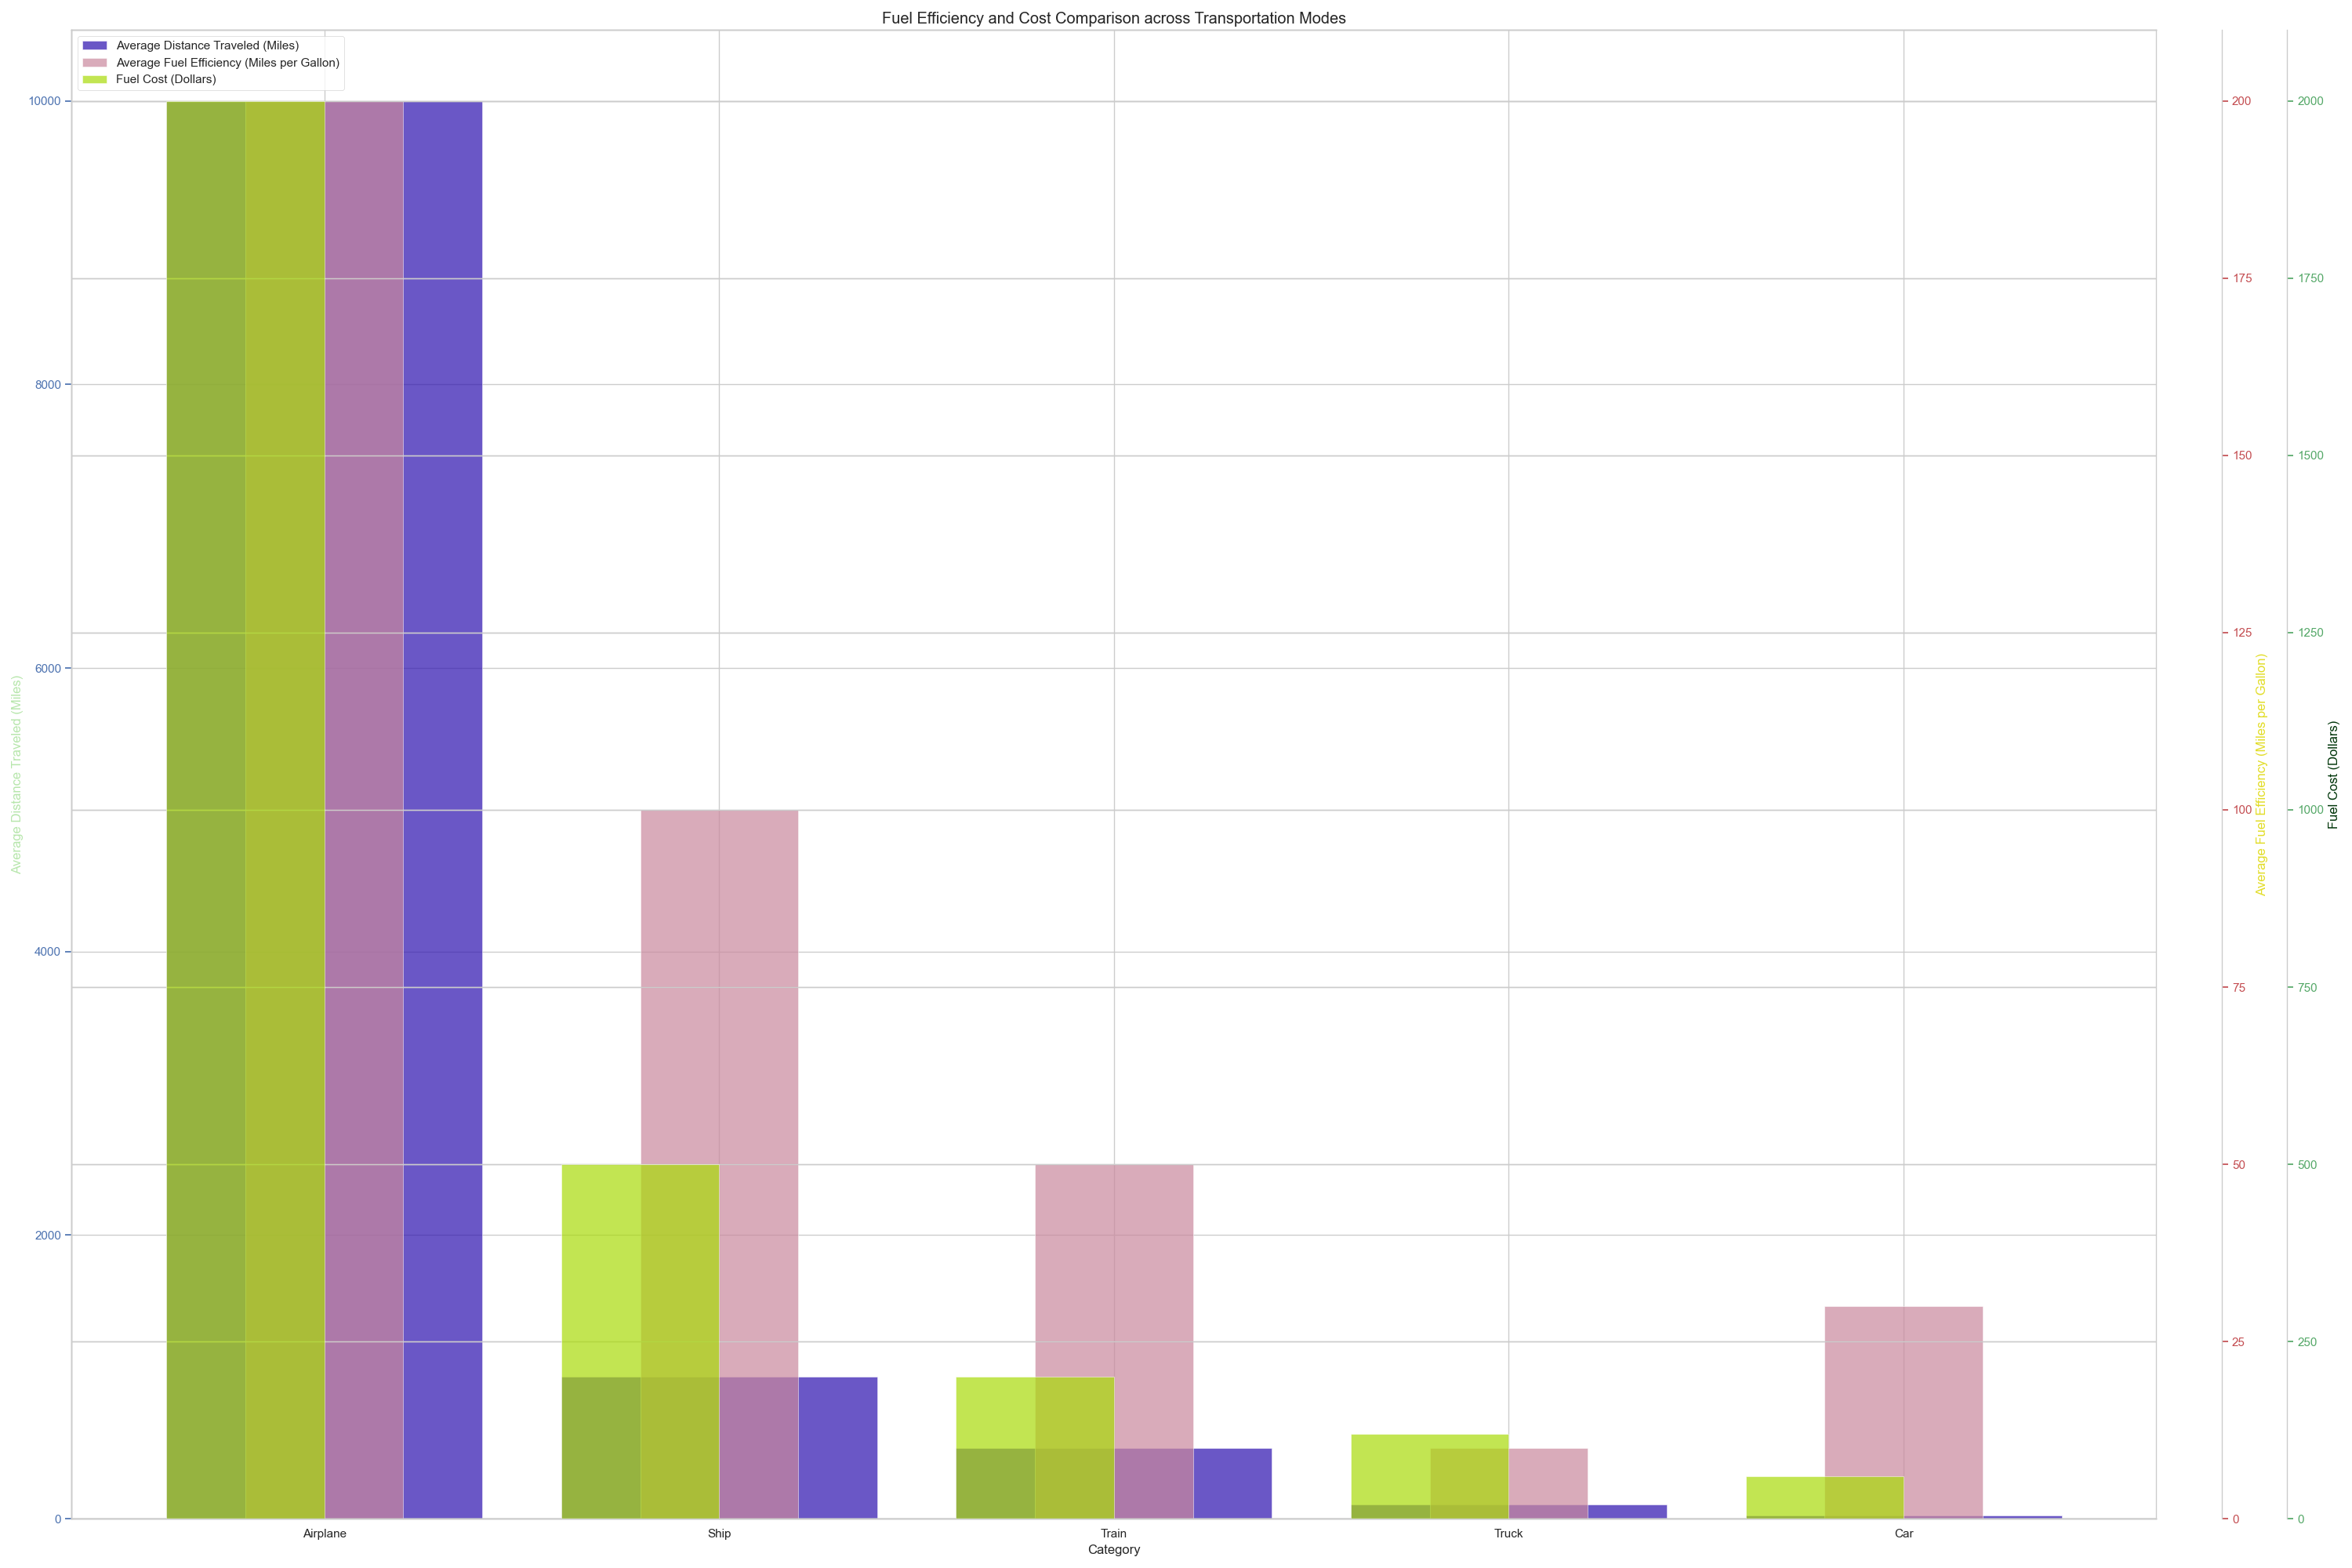 Fuel Efficiency and Cost Comparison across Transportation Modes
Average Distance Traveled (Miles)
Average Fuel Efficiency (Miles per Gallon)
Fuel Cost (Dollars)
Average Distance Traveled (Miles)
10000
8000
6000
4000
2000
0
200
175
150
125
100
75
50
25
0
Average Fuel Efficiency (Miles per Gallon)
2000
1750
1500
1250
1000
750
500
250
0
Fuel Cost (Dollars)
Airplane
Ship
Train
Truck
Car
Category